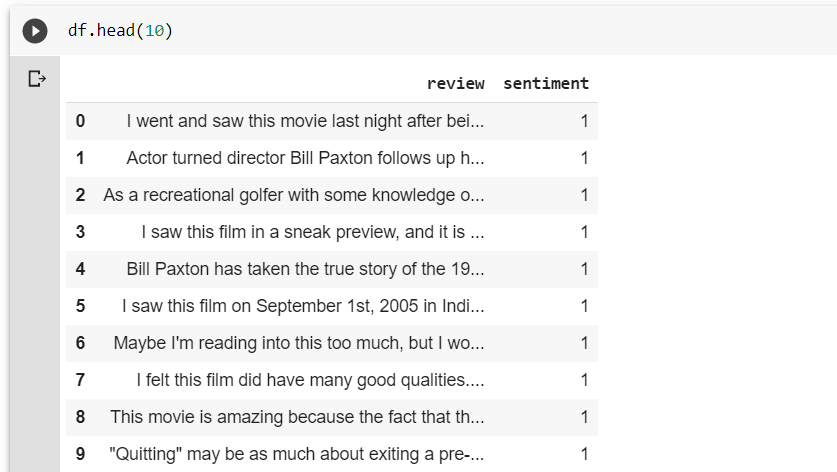 df.head(10)
review sentiment
0 I went and saw this movie last night after bei... 1
1 Actor turned director Bill Paxton follows up h... 1
2 As a recreational golfer with some knowledge o... 1
3 I saw this film in a sneak preview, and it is ... 1
4 Bill Paxton has taken the true story of the 19... 1
5 I saw this film on September 1st, 2005 in Indi... 1
6 Maybe I'm reading into this too much, but I wo... 1
7 I felt this film did have many good qualities.... 1
8 This movie is amazing because the fact that th... 1
9 "Quitting" may be as much about exiting a pre-... 1